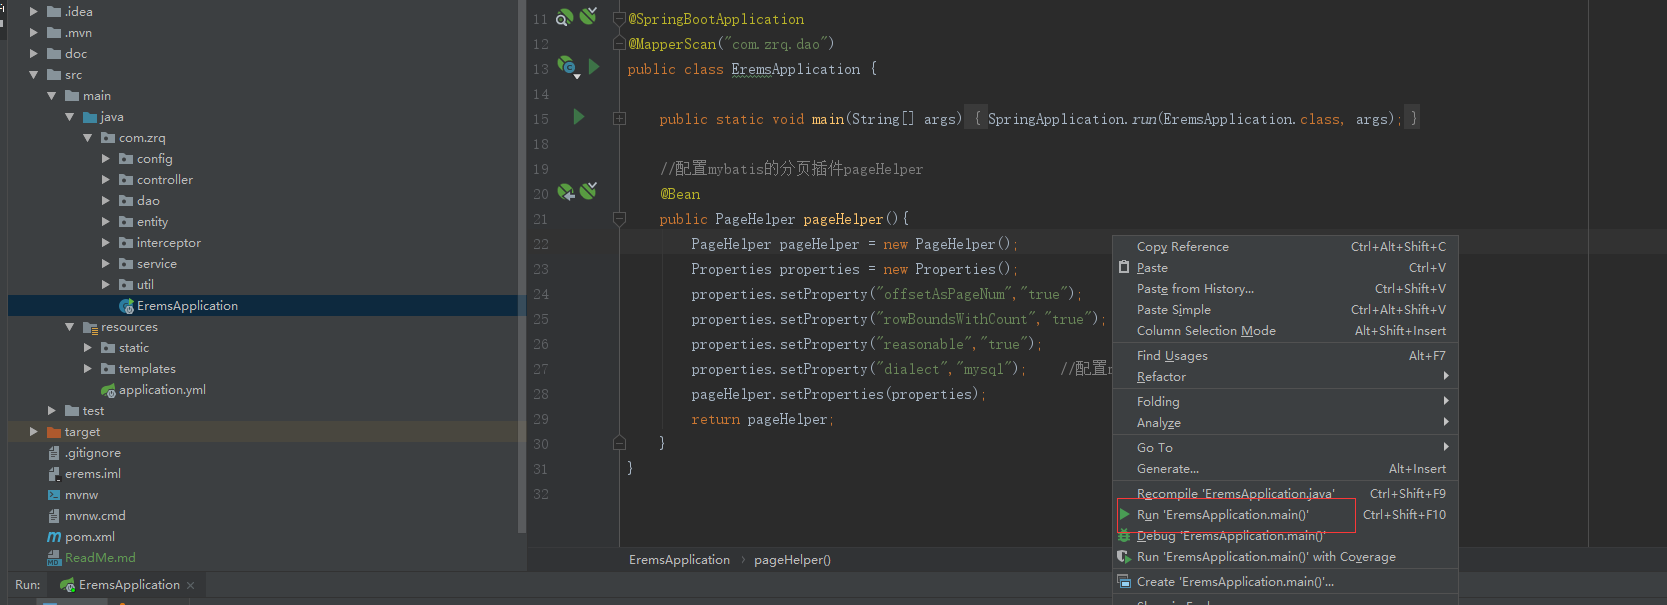 .idea
.mvn
doc
src
main
java
com.zrq
config
controller
dao
entity
interceptor
service
util
EremsApplication
resources
static
templates
application.yml
test
target
.gitignore
erems.iml
mvnw
mvnw.cmd
pom.xml
ReadMe.md
11 @SpringBootApplication
12 @MapperScan("com.zrq.dao")
13 public class EremsApplication {
14
15 public static void main(String[] args) { SpringApplication.run(EremsApplication.class, args); }
18
19 //配置mybatis的分页插件pageHelper
20 @Bean
21 public PageHelper pageHelper(){
22 PageHelper pageHelper = new PageHelper();
23 Properties properties = new Properties();
24 properties.setProperty("offsetAsPageNum","true");
25 properties.setProperty("rowBoundsWithCount","true");
26 properties.setProperty("reasonable","true");
27 properties.setProperty("dialect","mysql"); //配置
28 pageHelper.setProperties(properties);
29 return pageHelper;
30 }
31 }
32
Copy Reference Ctrl+Alt+Shift+C
Paste Ctrl+V
Paste from History... Ctrl+Shift+V
Paste Simple Ctrl+Alt+Shift+V
Column Selection Mode Alt+Shift+Insert
Find Usages Alt+F7
Refactor
Folding
Analyze
Go To
Generate... Alt+Insert
Recompile 'EremsApplication.java' Ctrl+Shift+F9
Run 'EremsApplication.main()' Ctrl+Shift+F10
Debug 'EremsApplication.main()'
Run 'EremsApplication.main()' with Coverage
Create 'EremsApplication.main()'...
EremsApplication > pageHelper()
Run: EremsApplication ×